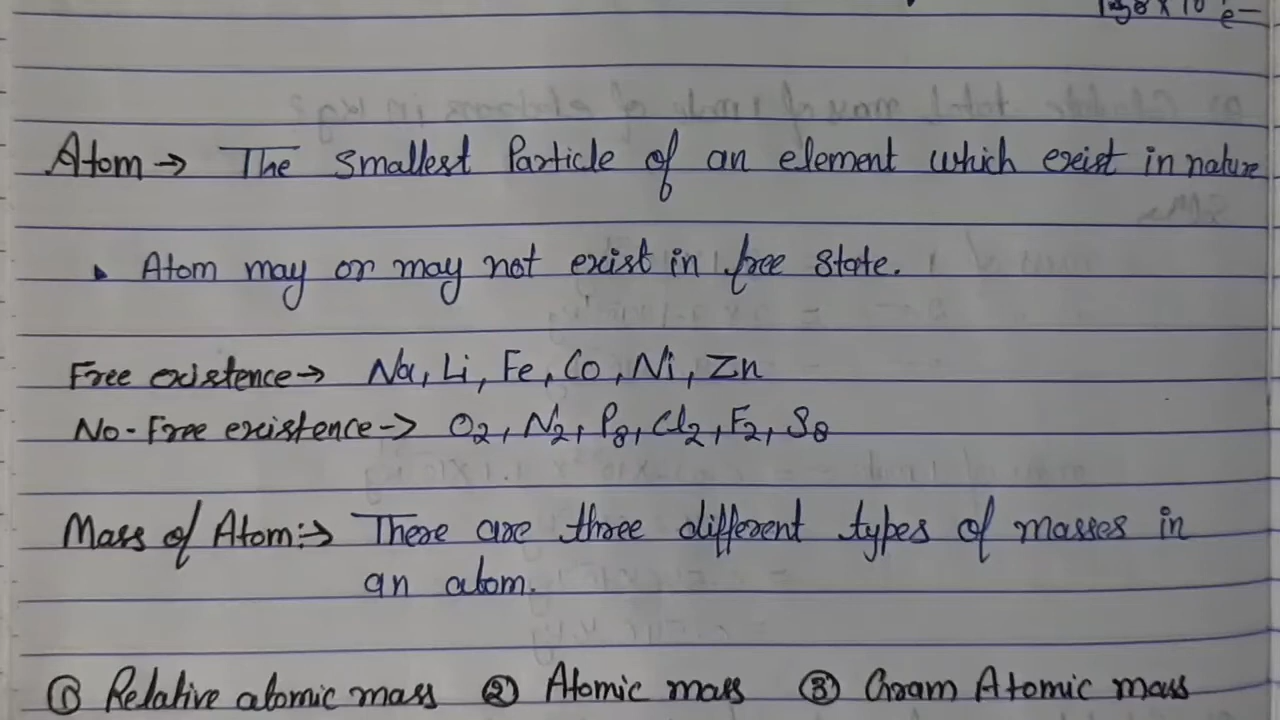 Atom → The Smallest Particle of an element which exist in nature
▸ Atom may or may not exist in free state.
Free existence → Na, Li, Fe, Co, Ni, Zn
No-Free existence → O₂, N₂, P₈, Cl₂, F₂, S₈
Mass of Atom:→ There are three different types of masses in
an atom.
① Relative atomic mass ② Atomic mass ③ Gram Atomic mass